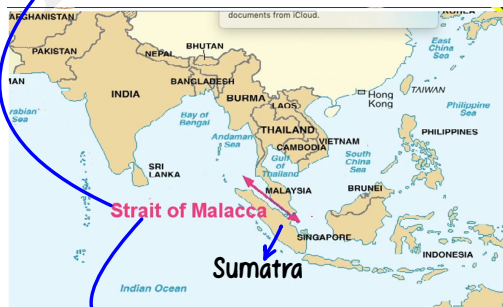 documents from iCloud.
AFGHANISTAN
KOREA
East
China
Sea
BHUTAN
PAKISTAN
NEPAL
BANGLADESH
TAIWAN
Hong
Kong
INDIA
BURMA
LAOS
Philippine
Sea
Bay of
Bengal
Andaman
Sea
THAILAND
VIETNAM
PHILIPPINES
CAMBODIA
Gulf
of
Thailand
South
China
Sea
SRI
LANKA
MALAYSIA
BRUNEI
Strait of Malacca
SINGAPORE
INDONESIA
Sumatra
Indian Ocean